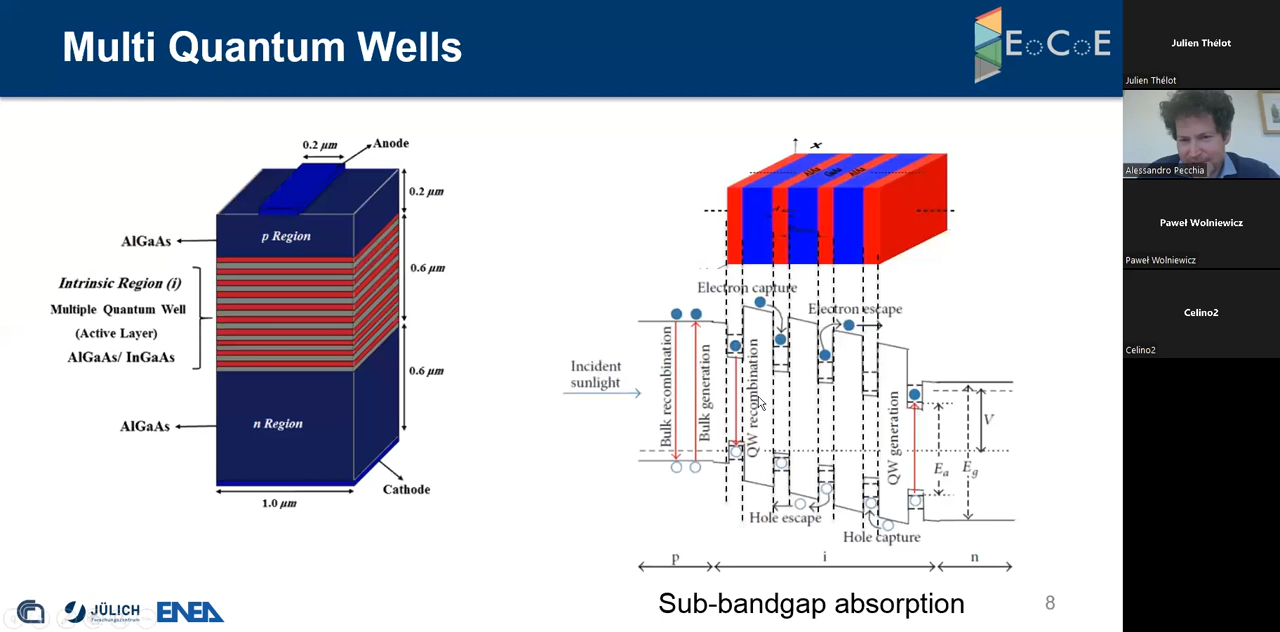 Multi Quantum Wells
EoCoE
0.2 µm
Anode
0.2 µm
p Region
AlGaAs
0.6 µm
Intrinsic Region (i)
Multiple Quantum Well
(Active Layer)
AlGaAs/ InGaAs
0.6 µm
AlGaAs
n Region
Cathode
1.0 µm
x
Electron capture
Electron escape
Incident
sunlight
Bulk recombination
Bulk generation
QW recombination
QW generation
V
Ea
Eg
Hole escape
Hole capture
p
i
n
Sub-bandgap absorption
8
JÜLICH
Forschungszentrum
ENEA
Julien Thélot
Julien Thélot
Alessandro Pecchia
Paweł Wolniewicz
Paweł Wolniewicz
Celino2
Celino2